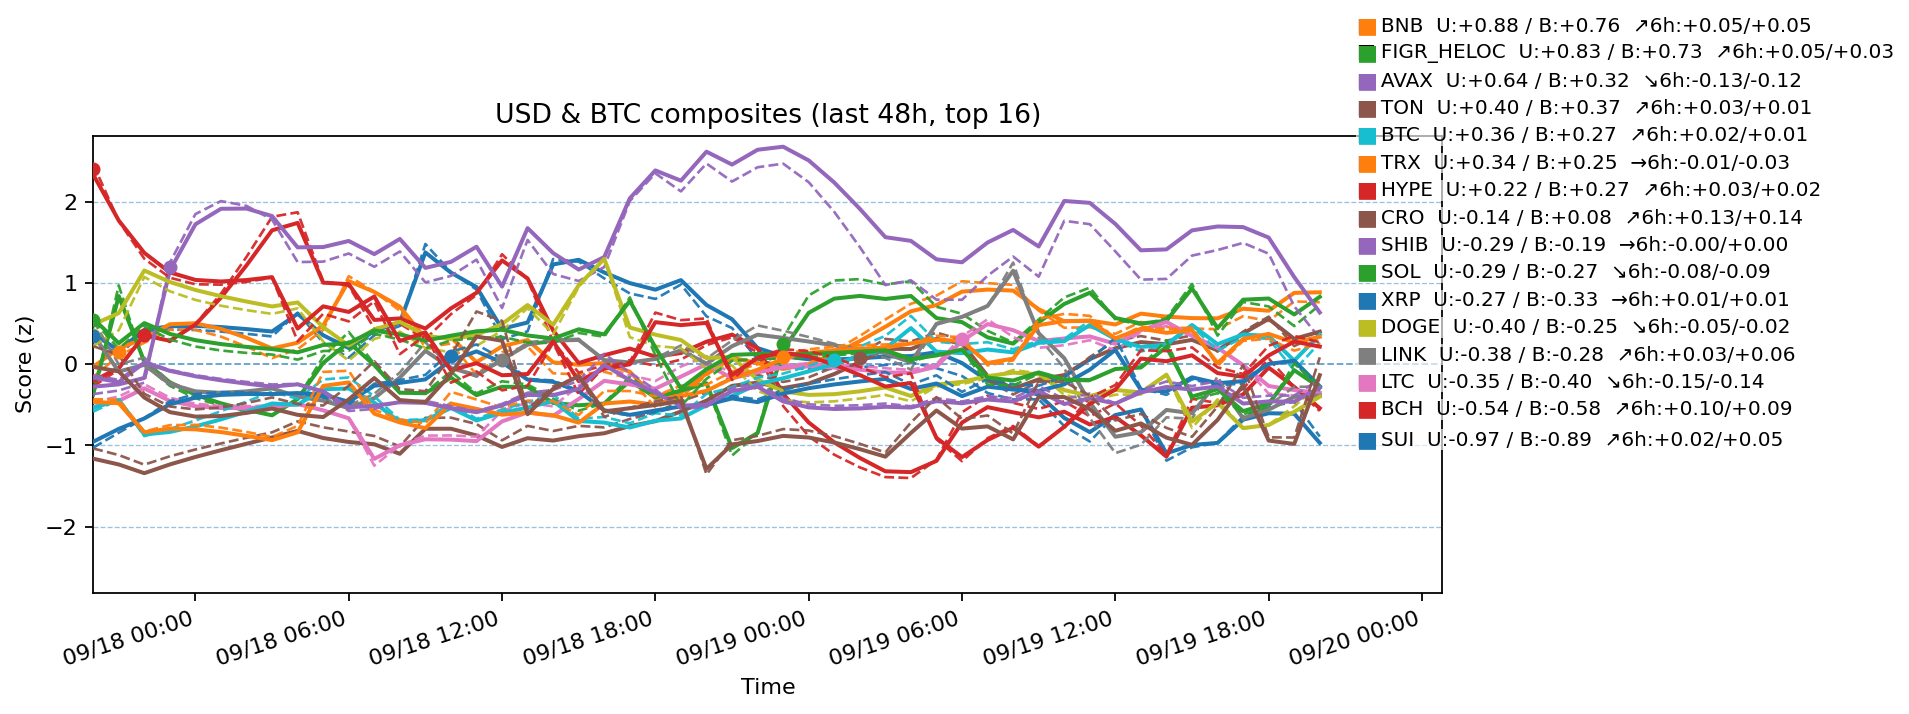 BNB  U:+0.88 / B:+0.76  ↗6h:+0.05/+0.05
FIGR_HELOC  U:+0.83 / B:+0.73  ↗6h:+0.05/+0.03
AVAX  U:+0.64 / B:+0.32  ↘6h:-0.13/-0.12
TON  U:+0.40 / B:+0.37  ↗6h:+0.03/+0.01
BTC  U:+0.36 / B:+0.27  ↗6h:+0.02/+0.01
TRX  U:+0.34 / B:+0.25  →6h:-0.01/-0.03
HYPE  U:+0.22 / B:+0.27  ↗6h:+0.03/+0.02
CRO  U:-0.14 / B:+0.08  ↗6h:+0.13/+0.14
SHIB  U:-0.29 / B:-0.19  →6h:-0.00/+0.00
SOL  U:-0.29 / B:-0.27  ↘6h:-0.08/-0.09
XRP  U:-0.27 / B:-0.33  →6h:+0.01/+0.01
DOGE  U:-0.40 / B:-0.25  ↘6h:-0.05/-0.02
LINK  U:-0.38 / B:-0.28  ↗6h:+0.03/+0.06
LTC  U:-0.35 / B:-0.40  ↘6h:-0.15/-0.14
BCH  U:-0.54 / B:-0.58  ↗6h:+0.10/+0.09
SUI  U:-0.97 / B:-0.89  ↗6h:+0.02/+0.05
USD & BTC composites (last 48h, top 16)
Score (z)
2
1
0
−1
−2
09/18 00:00
09/18 06:00
09/18 12:00
09/18 18:00
09/19 00:00
09/19 06:00
09/19 12:00
09/19 18:00
09/20 00:00
Time